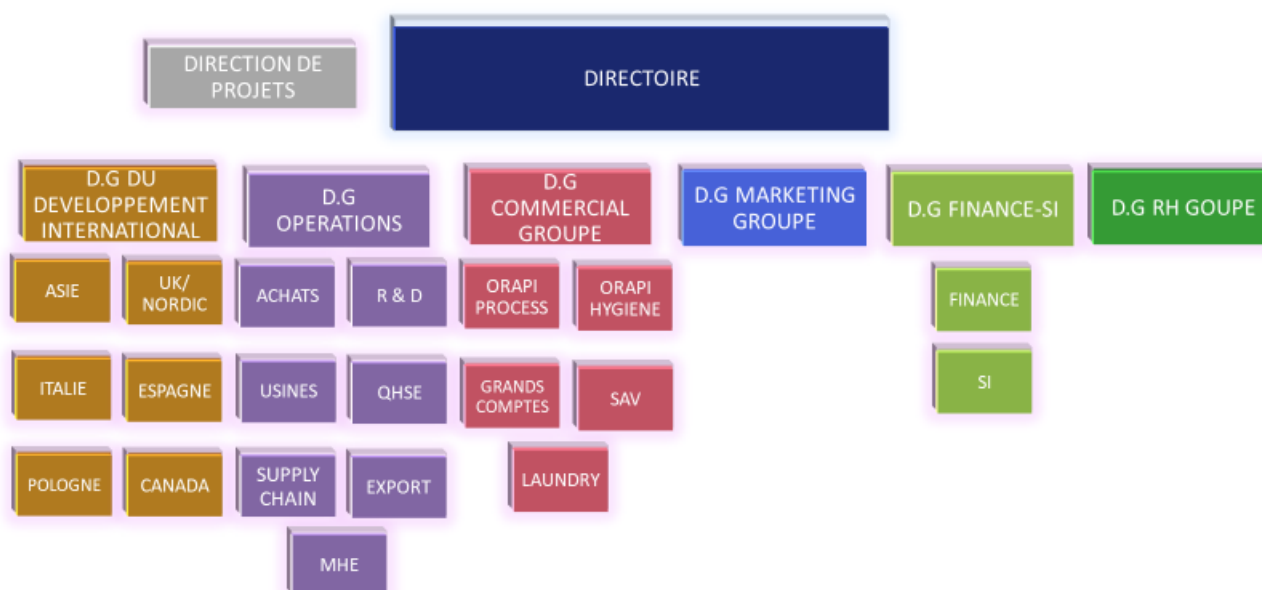 DIRECTION DE
PROJETS
DIRECTOIRE
D.G DU
DEVELOPPEMENT
INTERNATIONAL
D.G
OPERATIONS
D.G
COMMERCIAL
GROUPE
D.G MARKETING
GROUPE
D.G FINANCE-SI
D.G RH GOUPE
ASIE
UK/
NORDIC
ACHATS
R & D
ORAPI
PROCESS
ORAPI
HYGIENE
FINANCE
ITALIE
ESPAGNE
USINES
QHSE
GRANDS
COMPTES
SAV
SI
POLOGNE
CANADA
SUPPLY
CHAIN
EXPORT
LAUNDRY
MHE